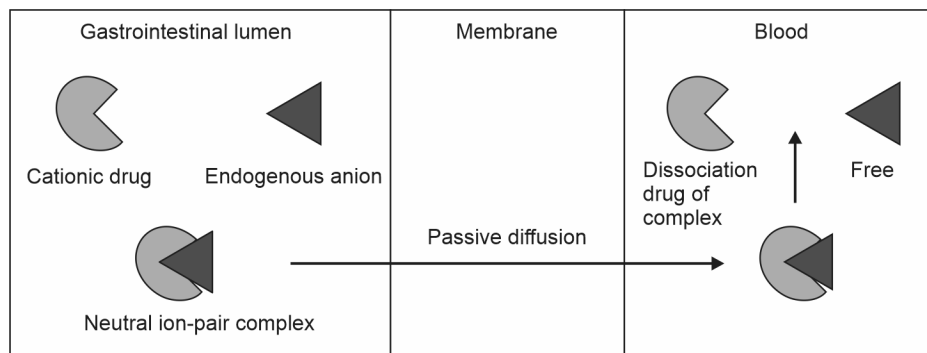 Gastrointestinal lumen
Membrane
Blood
Cationic drug
Endogenous anion
Dissociation
drug of
complex
Free
Passive diffusion
Neutral ion-pair complex